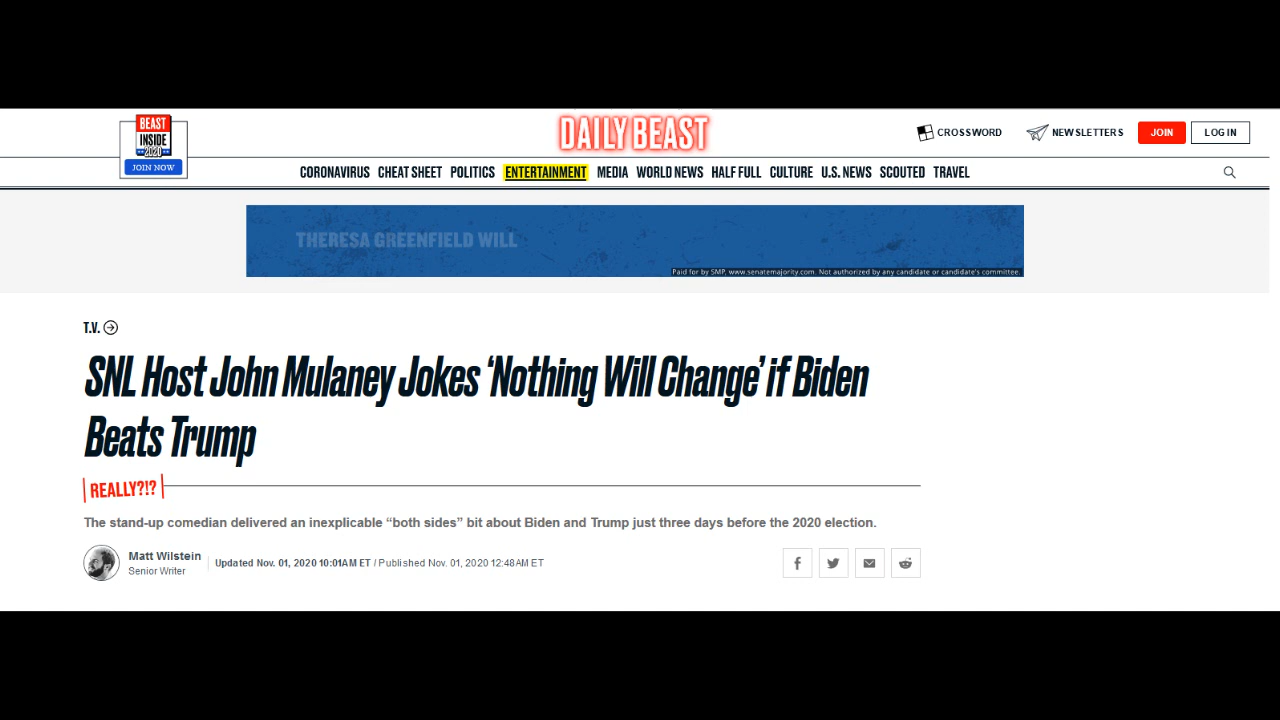 BEAST
INSIDE
2020
JOIN NOW
DAILY BEAST
CROSSWORD
NEWSLETTERS
JOIN
LOG IN
CORONAVIRUS CHEAT SHEET POLITICS ENTERTAINMENT MEDIA WORLD NEWS HALF FULL CULTURE U.S. NEWS SCOUTED TRAVEL
THERESA GREENFIELD WILL
Paid for by SMP, www.senatemajority.com. Not authorized by any candidate or candidate's committee.
T.V.
SNL Host John Mulaney Jokes ‘Nothing Will Change’ if Biden
Beats Trump
REALLY?!?
The stand-up comedian delivered an inexplicable “both sides” bit about Biden and Trump just three days before the 2020 election.
Matt Wilstein
Senior Writer
Updated Nov. 01, 2020 10:01AM ET / Published Nov. 01, 2020 12:48AM ET